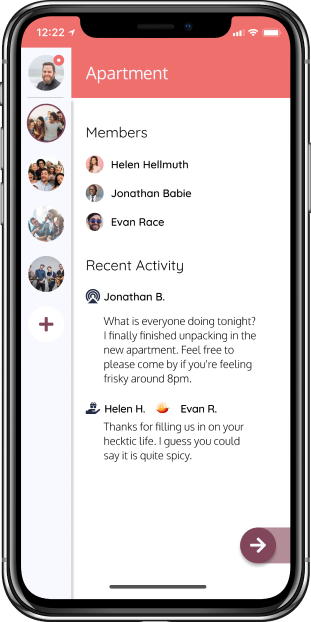 12:22
Apartment
Members
Helen Hellmuth
Jonathan Babie
Evan Race
Recent Activity
Jonathan B.
What is everyone doing tonight?
I finally finished unpacking in the
new apartment. Feel free to
please come by if you're feeling
frisky around 8pm.
Helen H. Evan R.
Thanks for filling us in on your
hecktic life. I guess you could
say it is quite spicy.